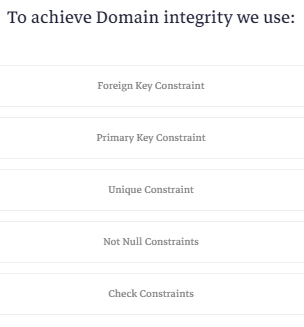 To achieve Domain integrity we use:
Foreign Key Constraint
Primary Key Constraint
Unique Constraint
Not Null Constraints
Check Constraints